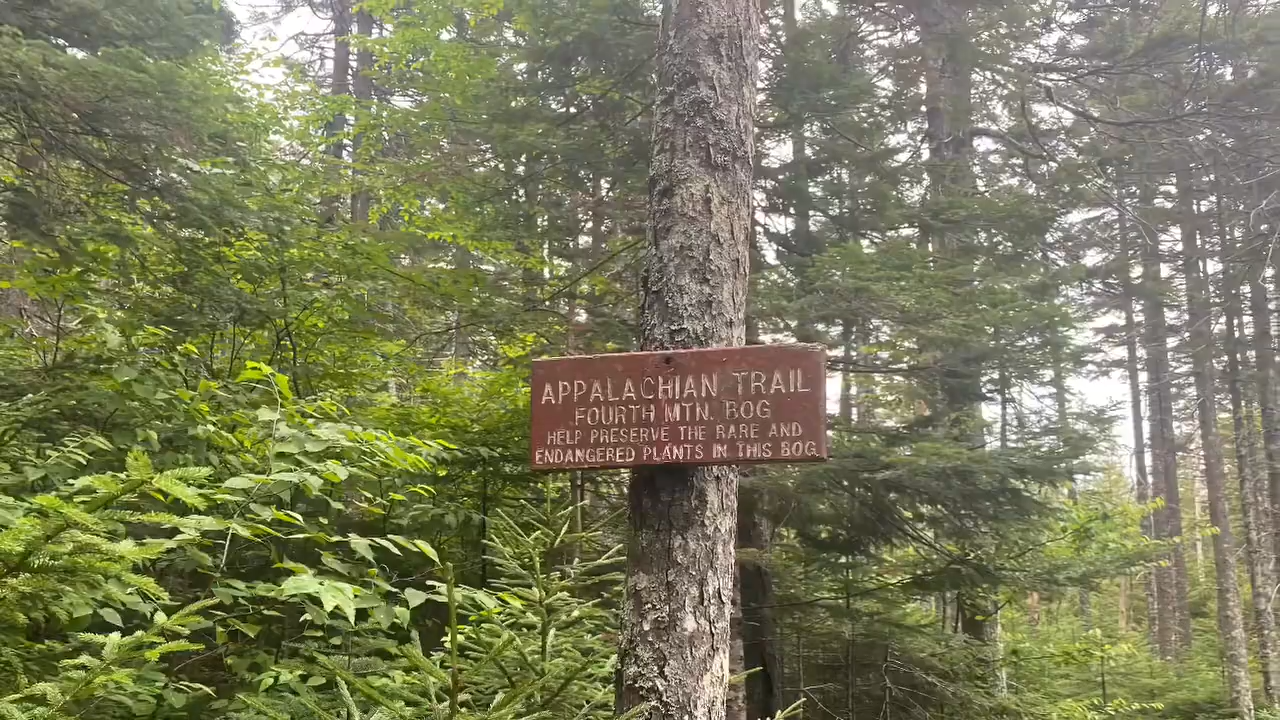 APPALACHIAN TRAIL
FOURTH MTN. BOG
HELP PRESERVE THE RARE AND
ENDANGERED PLANTS IN THIS BOG.